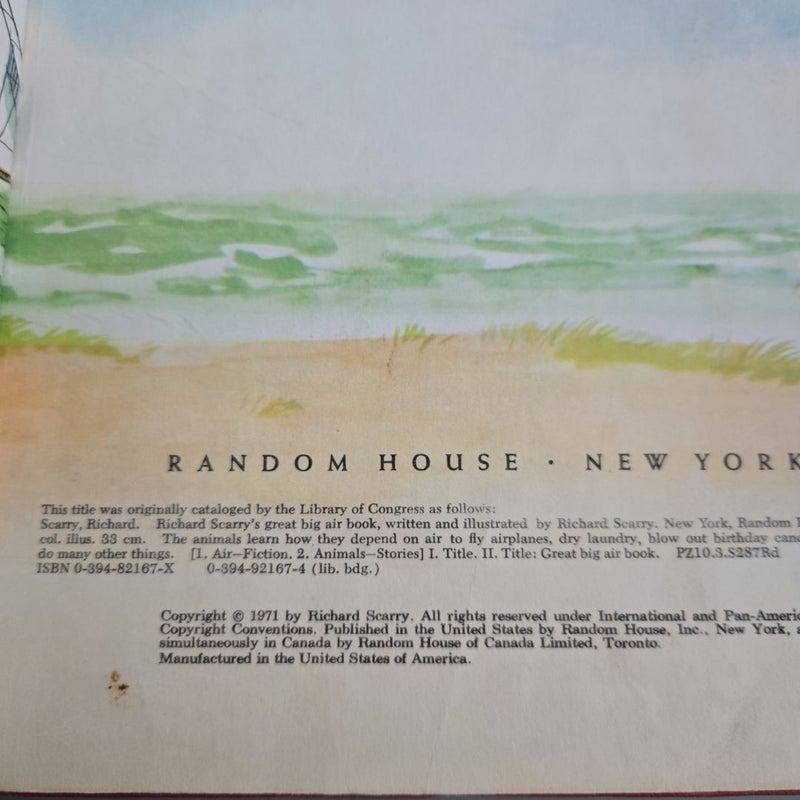 RANDOM HOUSE · NEW YORK
This title was originally cataloged by the Library of Congress as follows:
Scarry, Richard. Richard Scarry's great big air book, written and illustrated by Richard Scarry. New York, Random
col. illus. 33 cm. The animals learn how they depend on air to fly airplanes, dry laundry, blow out birthday
do many other things. [1. Air—Fiction. 2. Animals—Stories] I. Title. II. Title: Great big air book. PZ10.3.S287Rd
ISBN 0-394-82167-X 0-394-92167-4 (lib. bdg.)
Copyright © 1971 by Richard Scarry. All rights reserved under International and
Copyright Conventions. Published in the United States by Random House, Inc., New York,
simultaneously in Canada by Random House of Canada Limited, Toronto.
Manufactured in the United States of America.